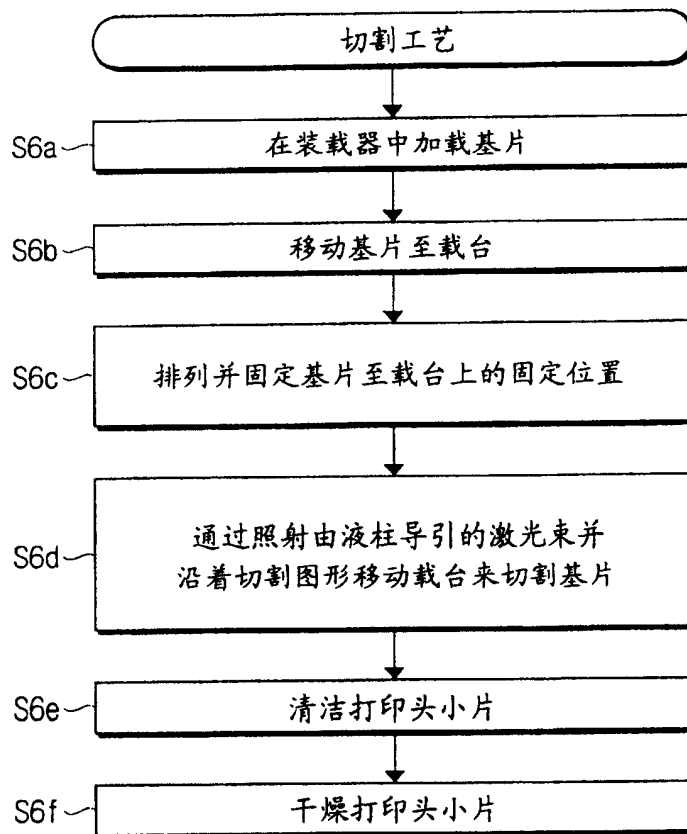 切割工艺
S6a
在装载器中加载基片
S6b
移动基片至载台
S6c
排列并固定基片至载台上的固定位置
S6d
通过照射由液柱导引的激光束并
沿着切割图形移动载台来切割基片
S6e
清洁打印头小片
S6f
干燥打印头小片